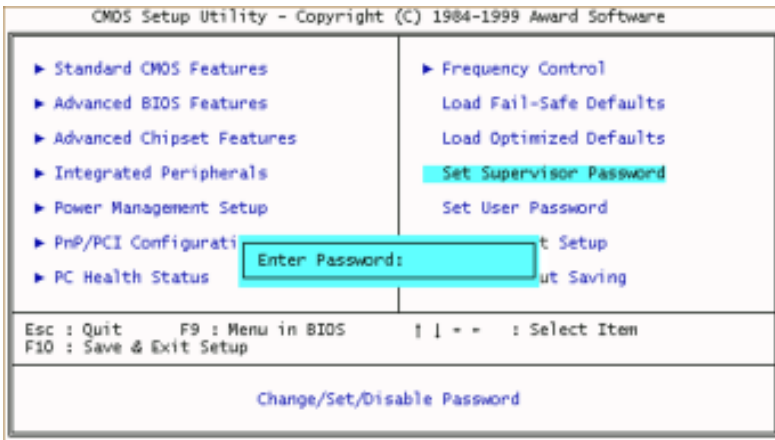 CMOS Setup Utility - Copyright (C) 1984-1999 Award Software
▶ Standard CMOS Features
▶ Advanced BIOS Features
▶ Advanced Chipset Features
▶ Integrated Peripherals
▶ Power Management Setup
▶ PnP/PCI Configurati
▶ PC Health Status
▶ Frequency Control
Load Fail-Safe Defaults
Load Optimized Defaults
Set Supervisor Password
Set User Password
t Setup
ut Saving
Enter Password:
Esc : Quit F9 : Menu in BIOS ↑ ↓ - - : Select Item
F10 : Save & Exit Setup
Change/Set/Disable Password